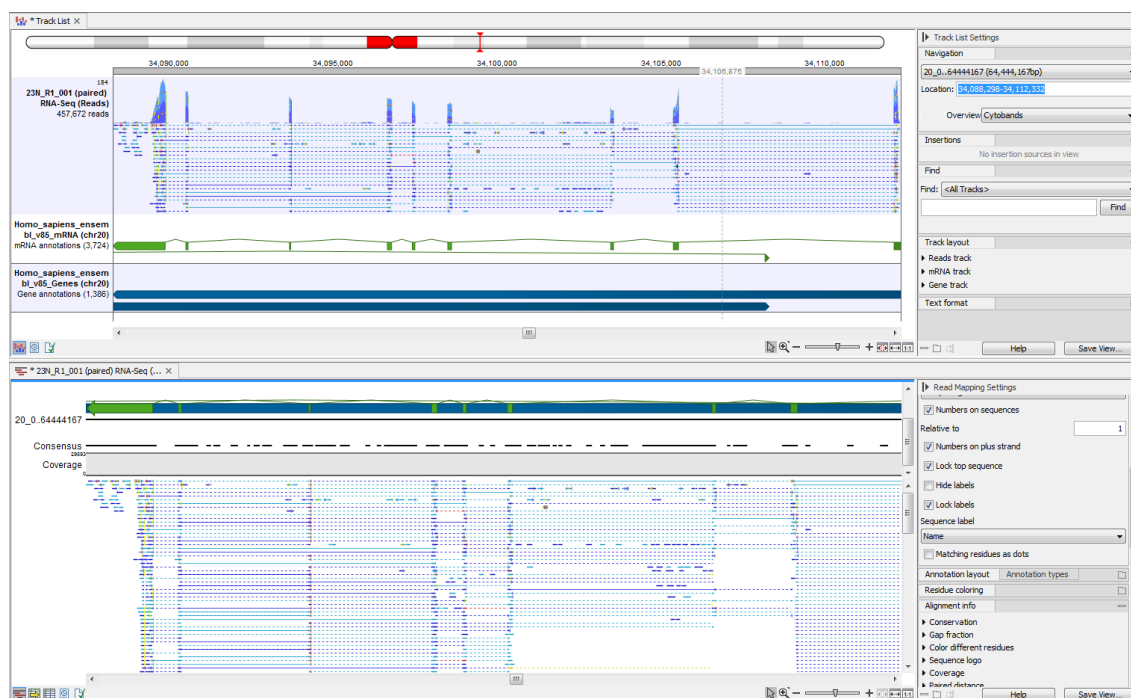 * Track List
34,090,000 34,095,000 34,100,000 34,105,000 34,110,000
34,106,875
184
23N_R1_001 (paired)
RNA-Seq (Reads)
457,672 reads
Homo_sapiens_ensem
bl_v85_mRNA (chr20)
mRNA annotations (3,724)
Homo_sapiens_ensem
bl_v85_Genes (chr20)
Gene annotations (1,386)
Track List Settings
Navigation
20_0..64444167 (64,444,167bp)
Location: 34,088,298-34,112,332
Overview Cytobands
Insertions
No insertion sources in view
Find
Find: <All Tracks>
Find
Track layout
Reads track
mRNA track
Gene track
Text format
Help Save View...
* 23N_R1_001 (paired) RNA-Seq (...
20_0..64444167
Consensus
Coverage
0
Read Mapping Settings
Numbers on sequences
Relative to 1
Numbers on plus strand
Lock top sequence
Hide labels
Lock labels
Sequence label
Name
Matching residues as dots
Annotation layout Annotation types
Residue coloring
Alignment info
Conservation
Gap fraction
Color different residues
Sequence logo
Coverage
Paired distance
Help Save View...